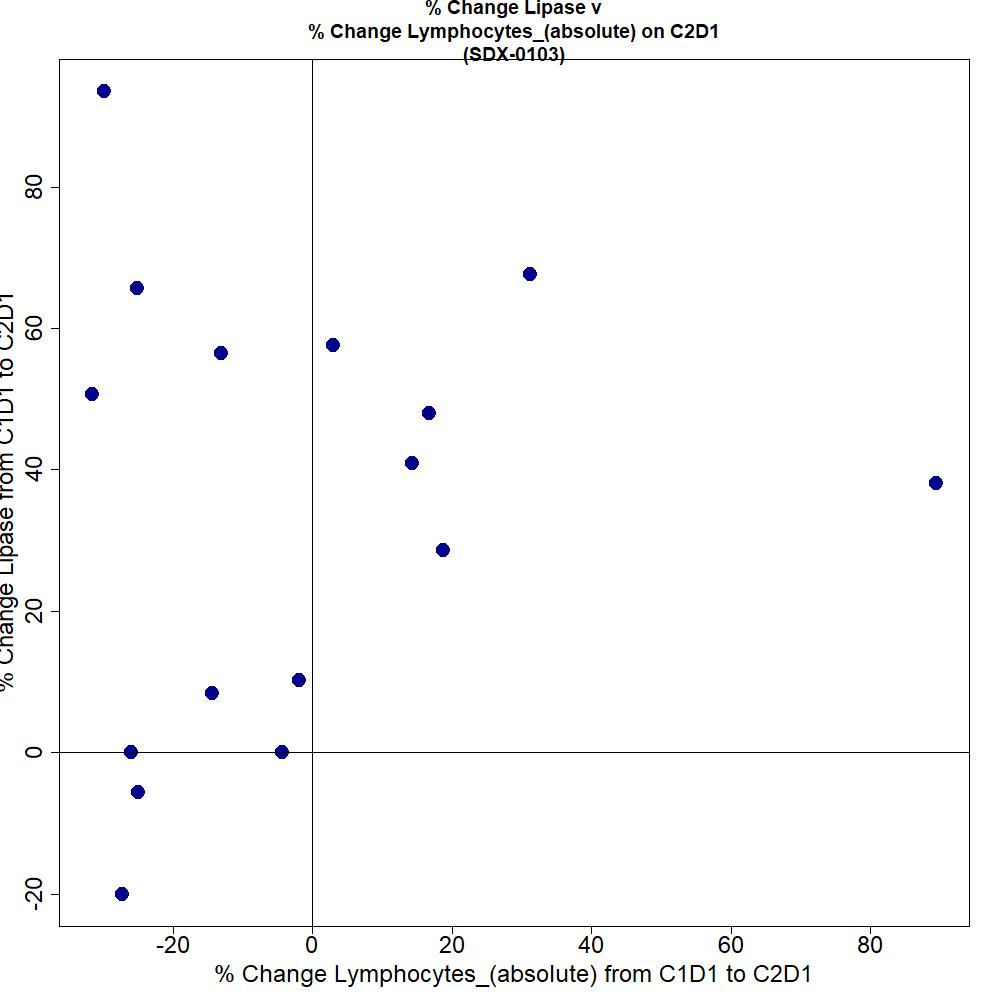 % Change Lipase v
% Change Lymphocytes_(absolute) on C2D1
(SDX-0103)
% Change Lipase from C1D1 to C2D1
80
60
40
20
0
-20
-20 0 20 40 60 80
% Change Lymphocytes_(absolute) from C1D1 to C2D1